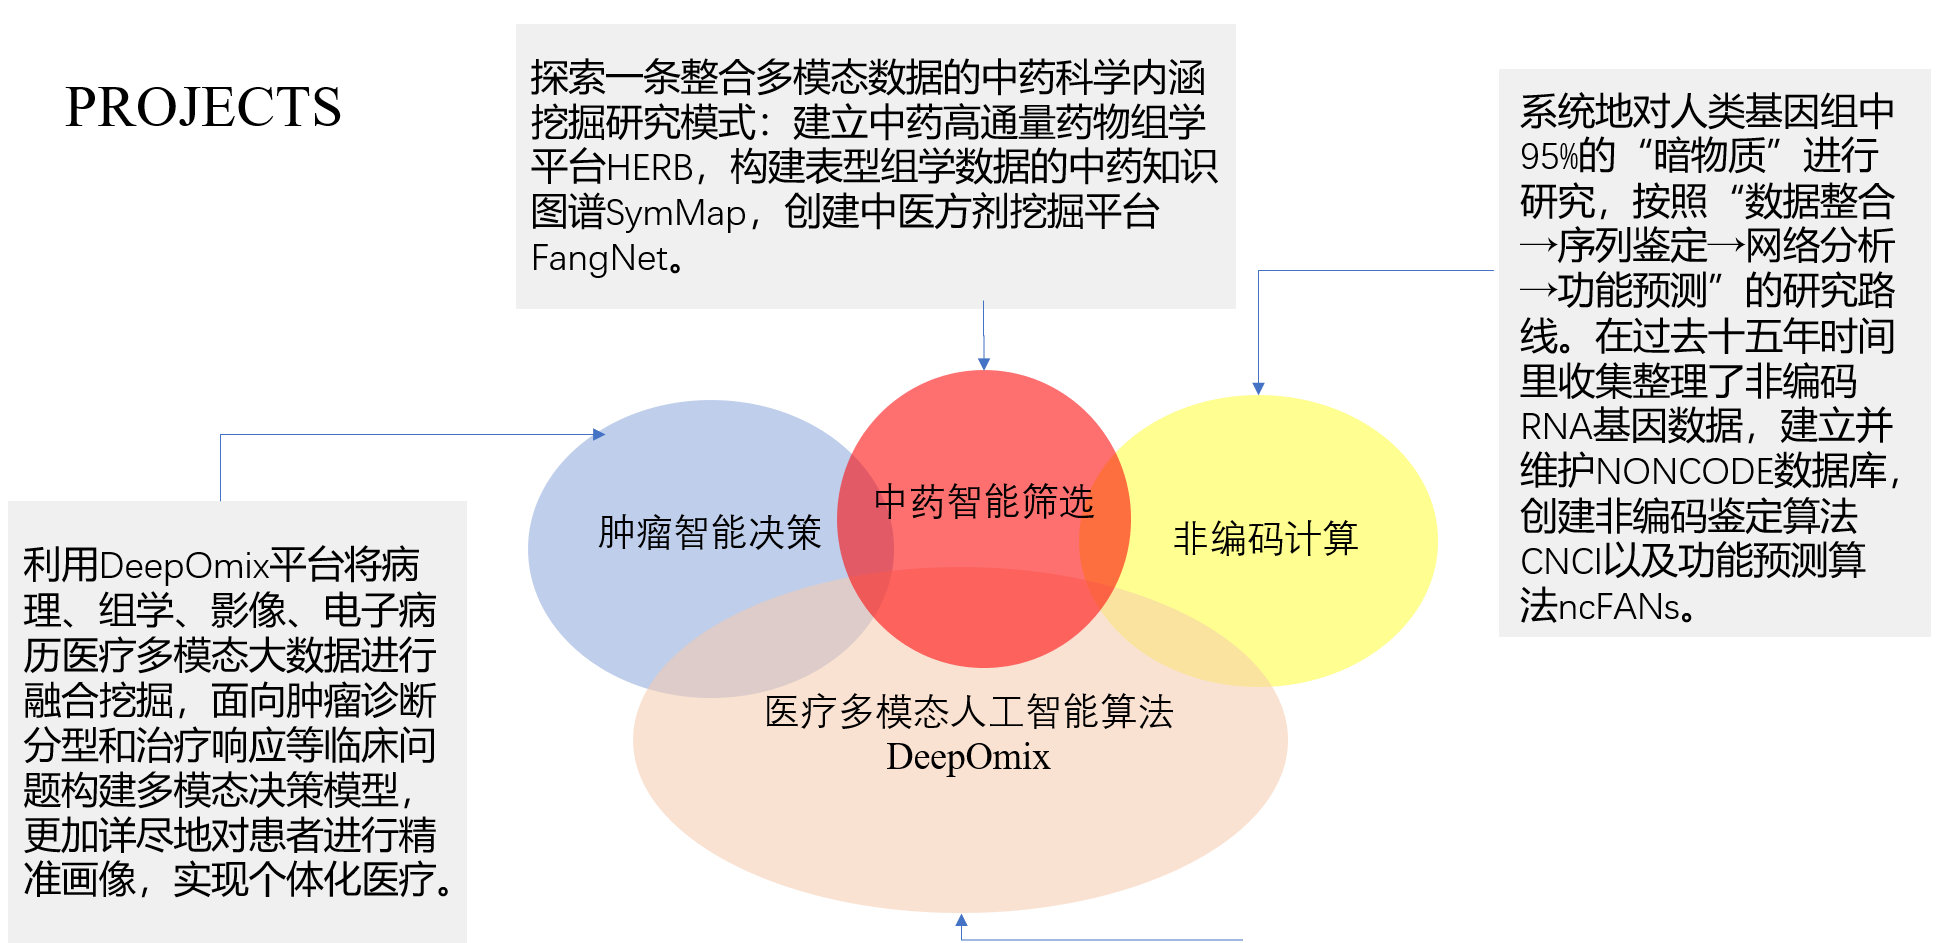 PROJECTS
探索一条整合多模态数据的中药科学内涵
挖掘研究模式：建立中药高通量药物组学
平台HERB，构建表型组学数据的中药知识
图谱SymMap，创建中医方剂挖掘平台
FangNet。
系统地对人类基因组中
95%的“暗物质”进行
研究，按照“数据整合
→序列鉴定→网络分析
→功能预测”的研究路
线。在过去十五年时间
里收集整理了非编码
RNA基因数据，建立并
维护NONCODE数据库，
创建非编码鉴定算法
CNCI以及功能预测算
法ncFANs。
肿瘤智能决策
中药智能筛选
非编码计算
医疗多模态人工智能算法
DeepOmix
利用DeepOmix平台将病
理、组学、影像、电子病
历医疗多模态大数据进行
融合挖掘，面向肿瘤诊断
分型和治疗响应等临床问
题构建多模态决策模型，
更加详尽地对患者进行精
准画像，实现个体化医疗。